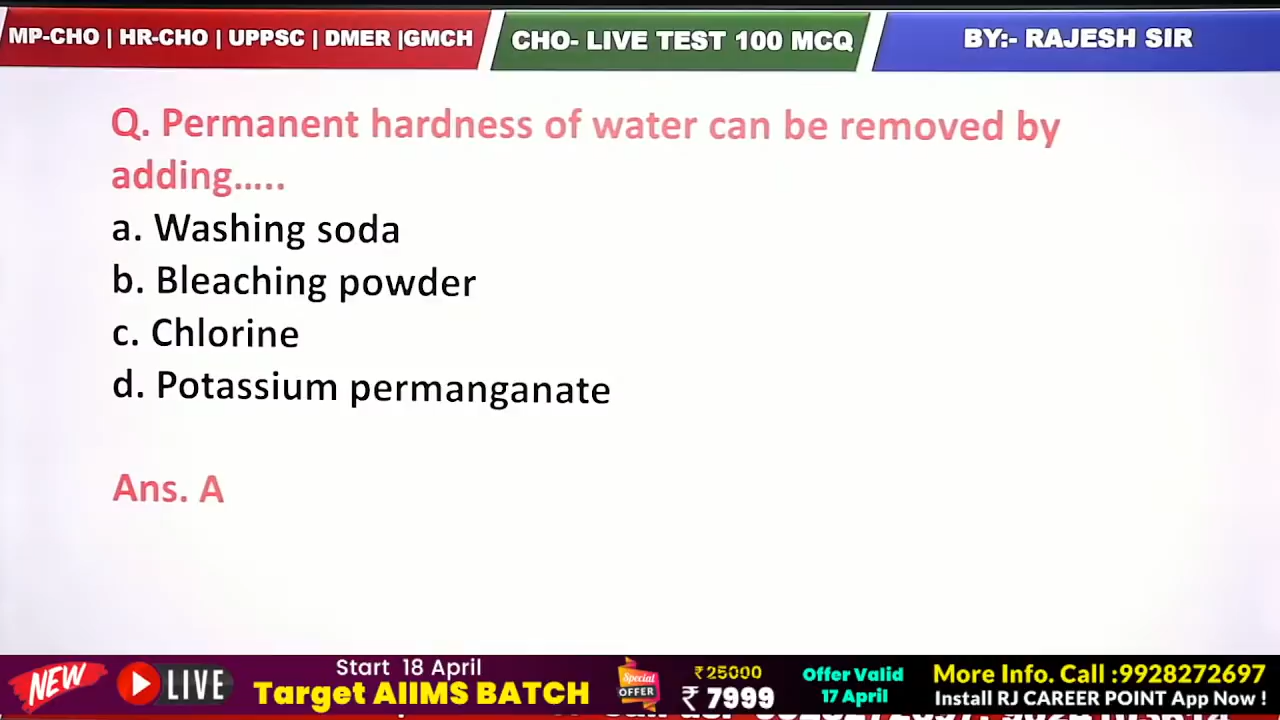 MP-CHO | HR-CHO | UPPSC | DMER |GMCH
CHO- LIVE TEST 100 MCQ
BY:- RAJESH SIR
Q. Permanent hardness of water can be removed by
adding.....
a. Washing soda
b. Bleaching powder
c. Chlorine
d. Potassium permanganate
Ans. A
NEW
LIVE
Start 18 April
Target AIIMS BATCH
Special
OFFER
₹ 25000
₹ 7999
Offer Valid
17 April
More Info. Call :9928272697
Install RJ CAREER POINT App Now !